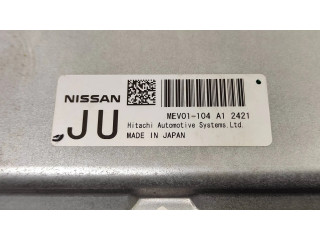 NISSAN
JU
MEV01-104 A1 2421
Hitachi Automotive Systems.Ltd.
MADE IN JAPAN